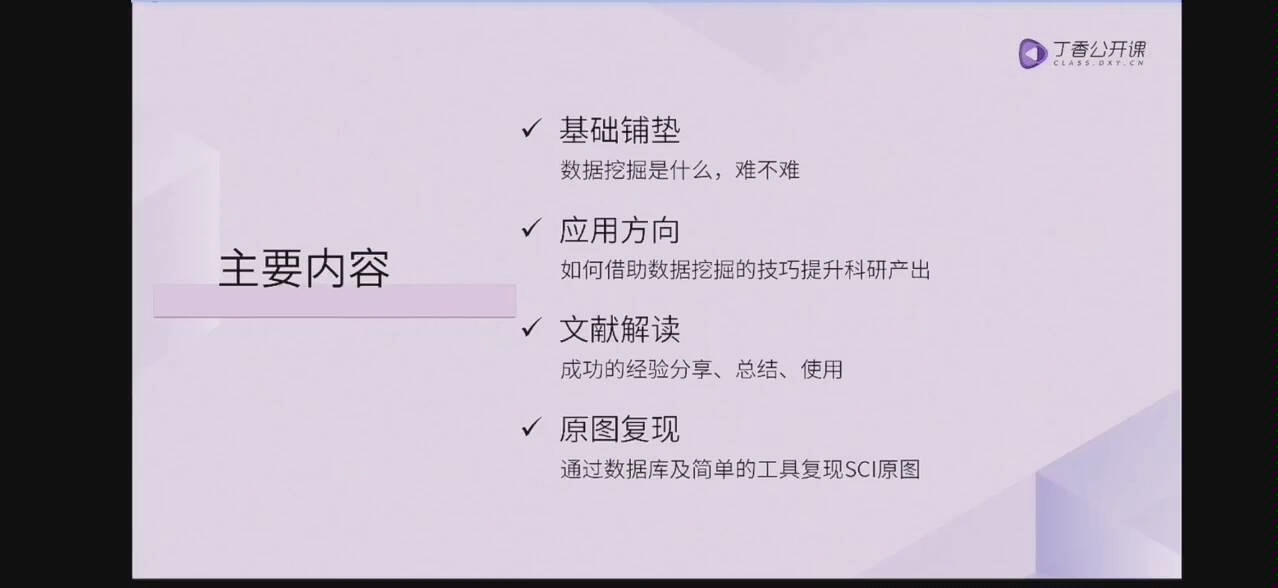 丁香公开课
CLASS.DXY.CN
主要内容
✓ 基础铺垫
数据挖掘是什么，难不难
✓ 应用方向
如何借助数据挖掘的技巧提升科研产出
✓ 文献解读
成功的经验分享、总结、使用
✓ 原图复现
通过数据库及简单的工具复现SCI原图